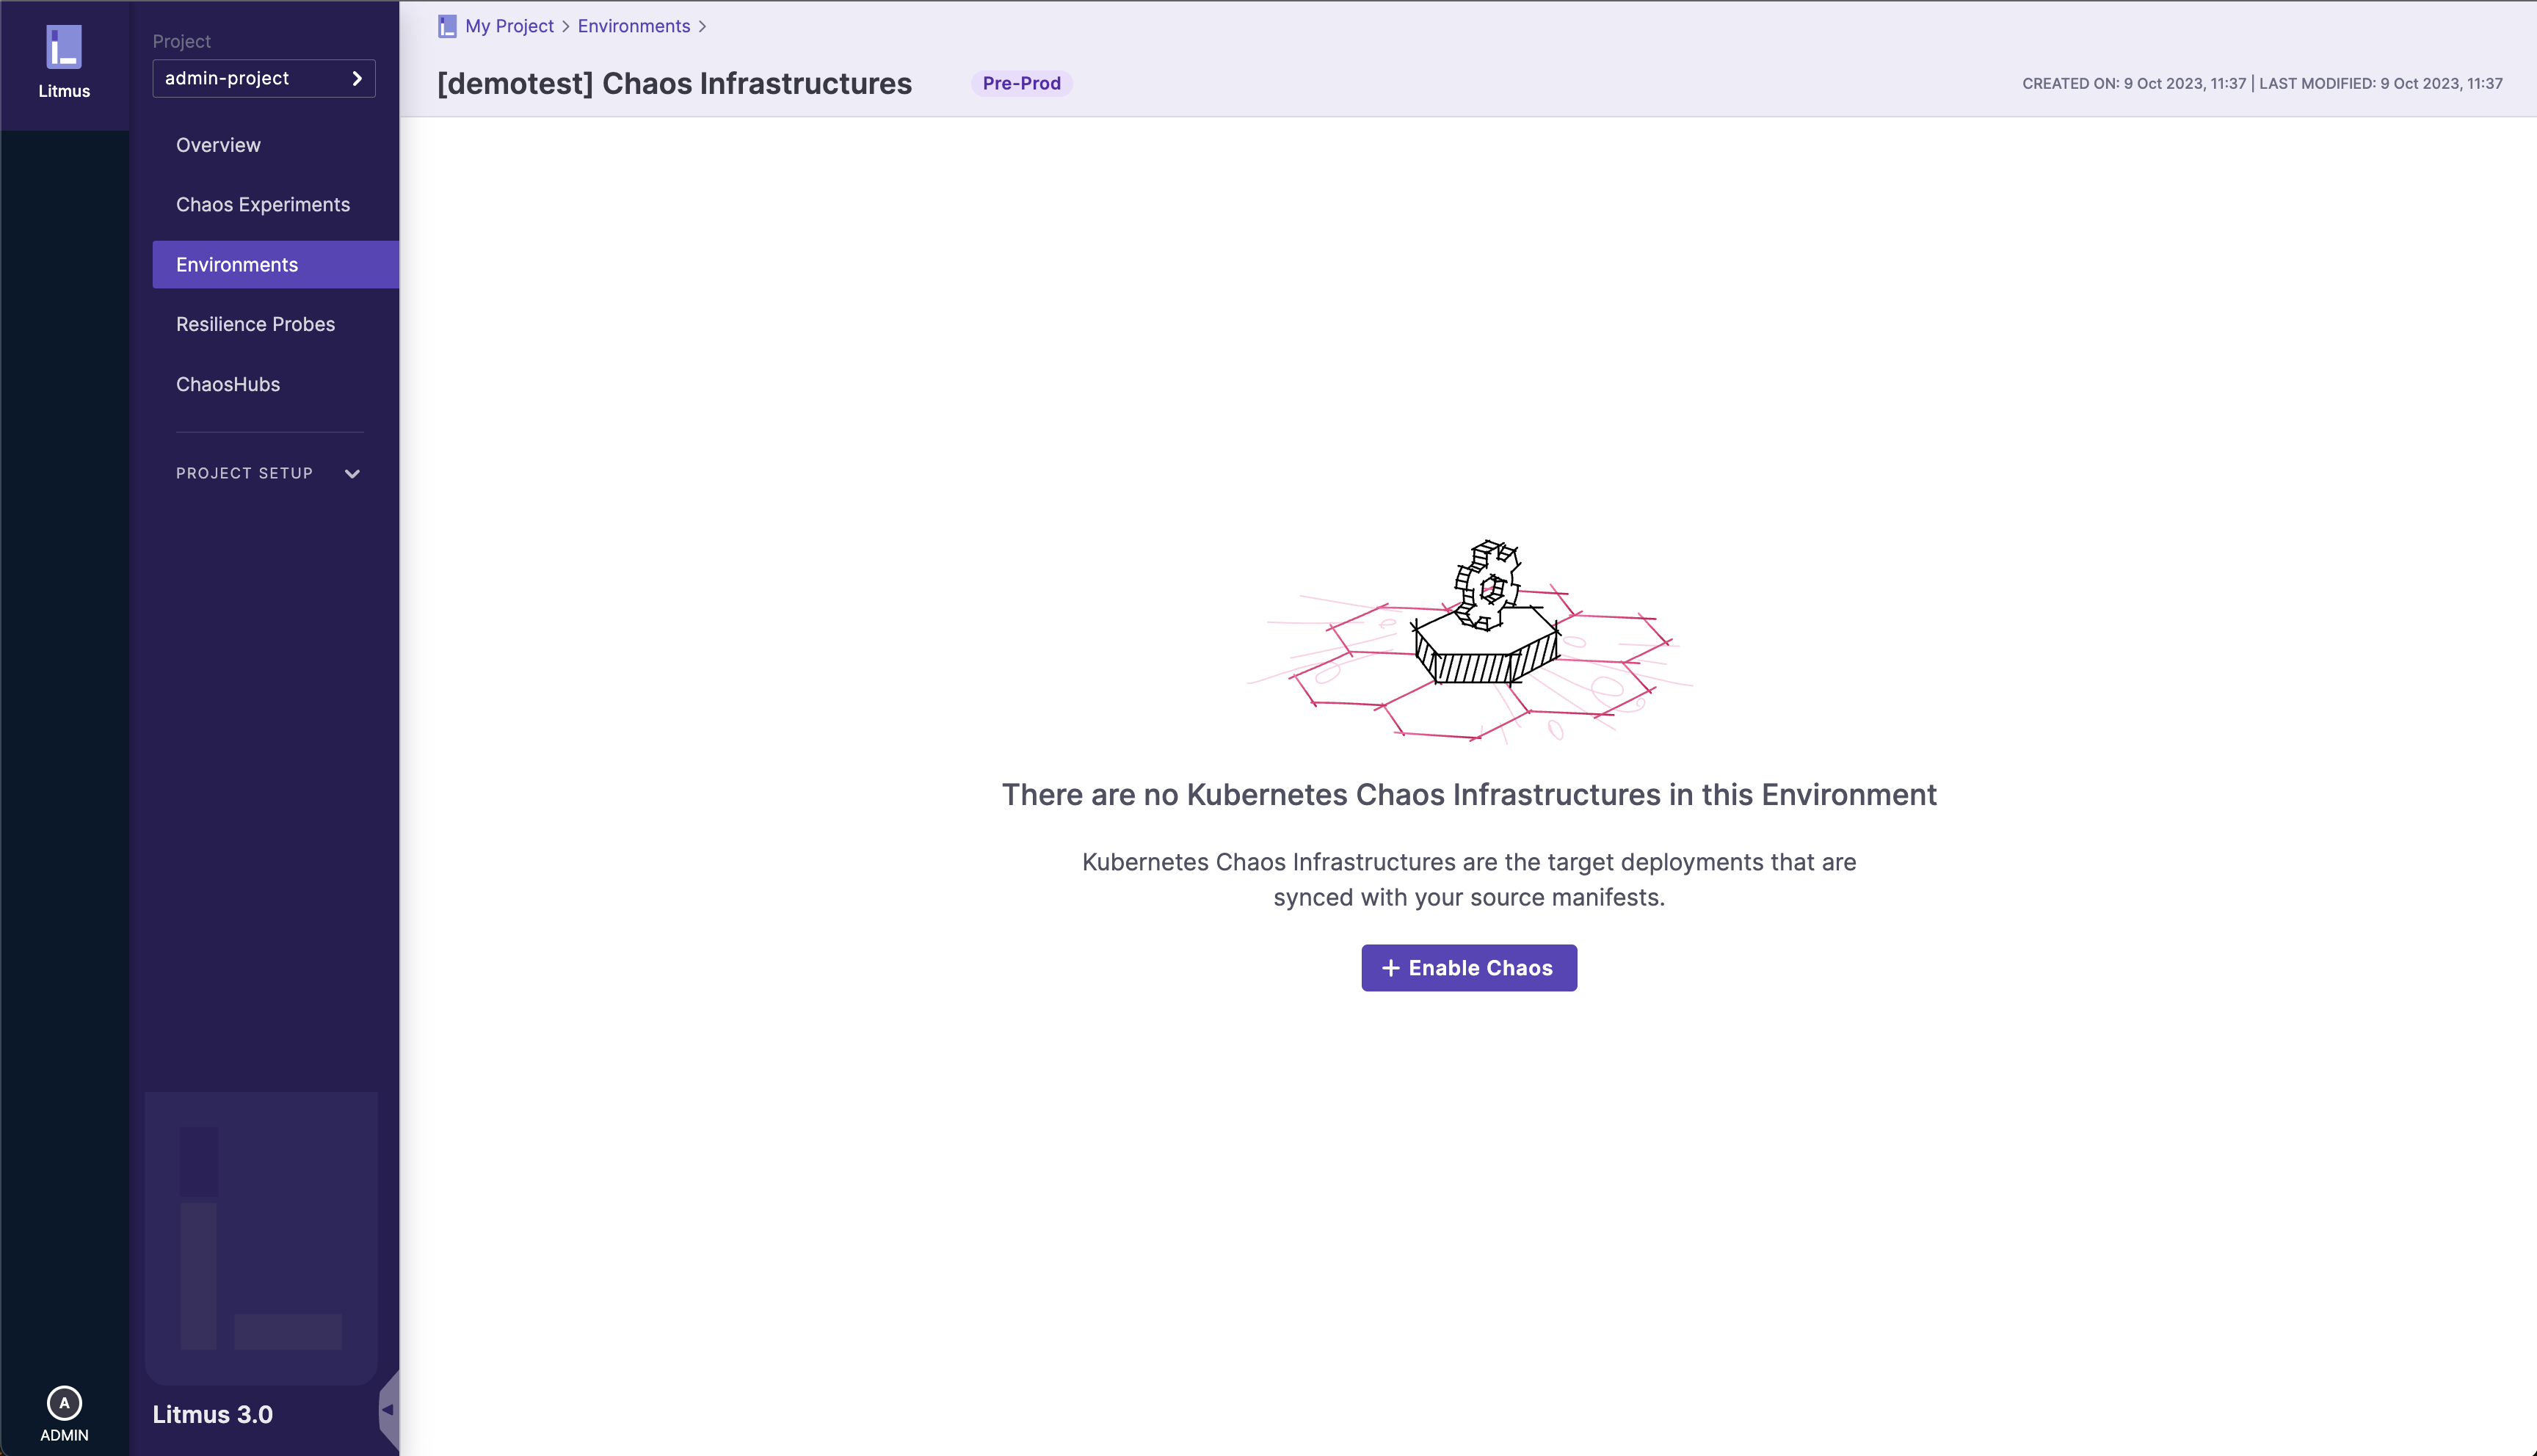 Litmus
Project
admin-project
Overview
Chaos Experiments
Environments
Resilience Probes
ChaosHubs
PROJECT SETUP
Litmus 3.0
A
ADMIN
My Project > Environments >
[demotest] Chaos Infrastructures
Pre-Prod
CREATED ON: 9 Oct 2023, 11:37 | LAST MODIFIED: 9 Oct 2023, 11:37
There are no Kubernetes Chaos Infrastructures in this Environment
Kubernetes Chaos Infrastructures are the target deployments that are
synced with your source manifests.
+ Enable Chaos